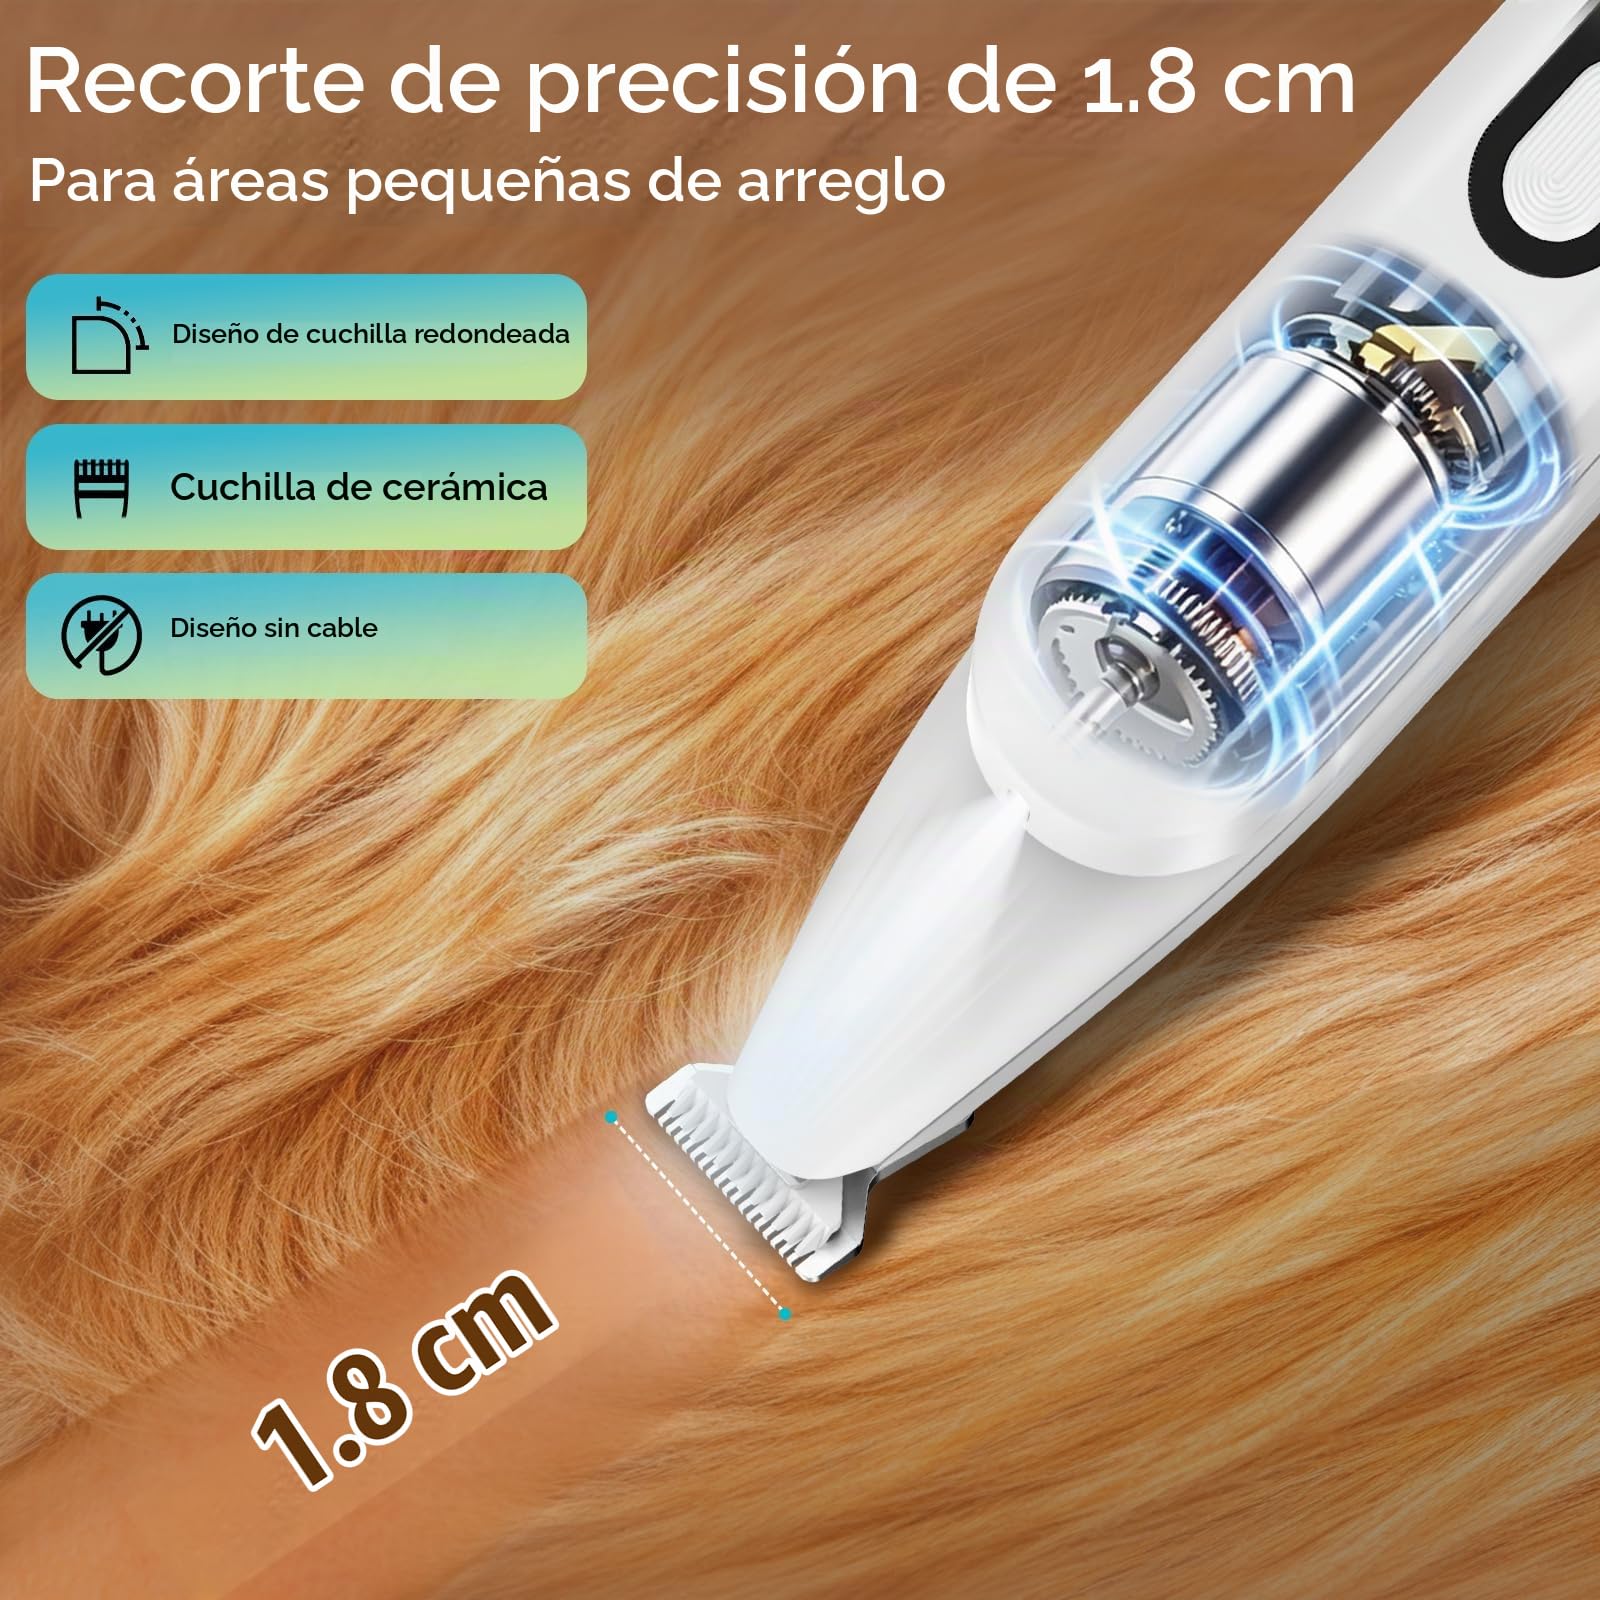 Recorte de precisión de 1.8 cm
Para áreas pequeñas de arreglo
Diseño de cuchilla redondeada
Cuchilla de cerámica
Diseño sin cable
1.8 cm